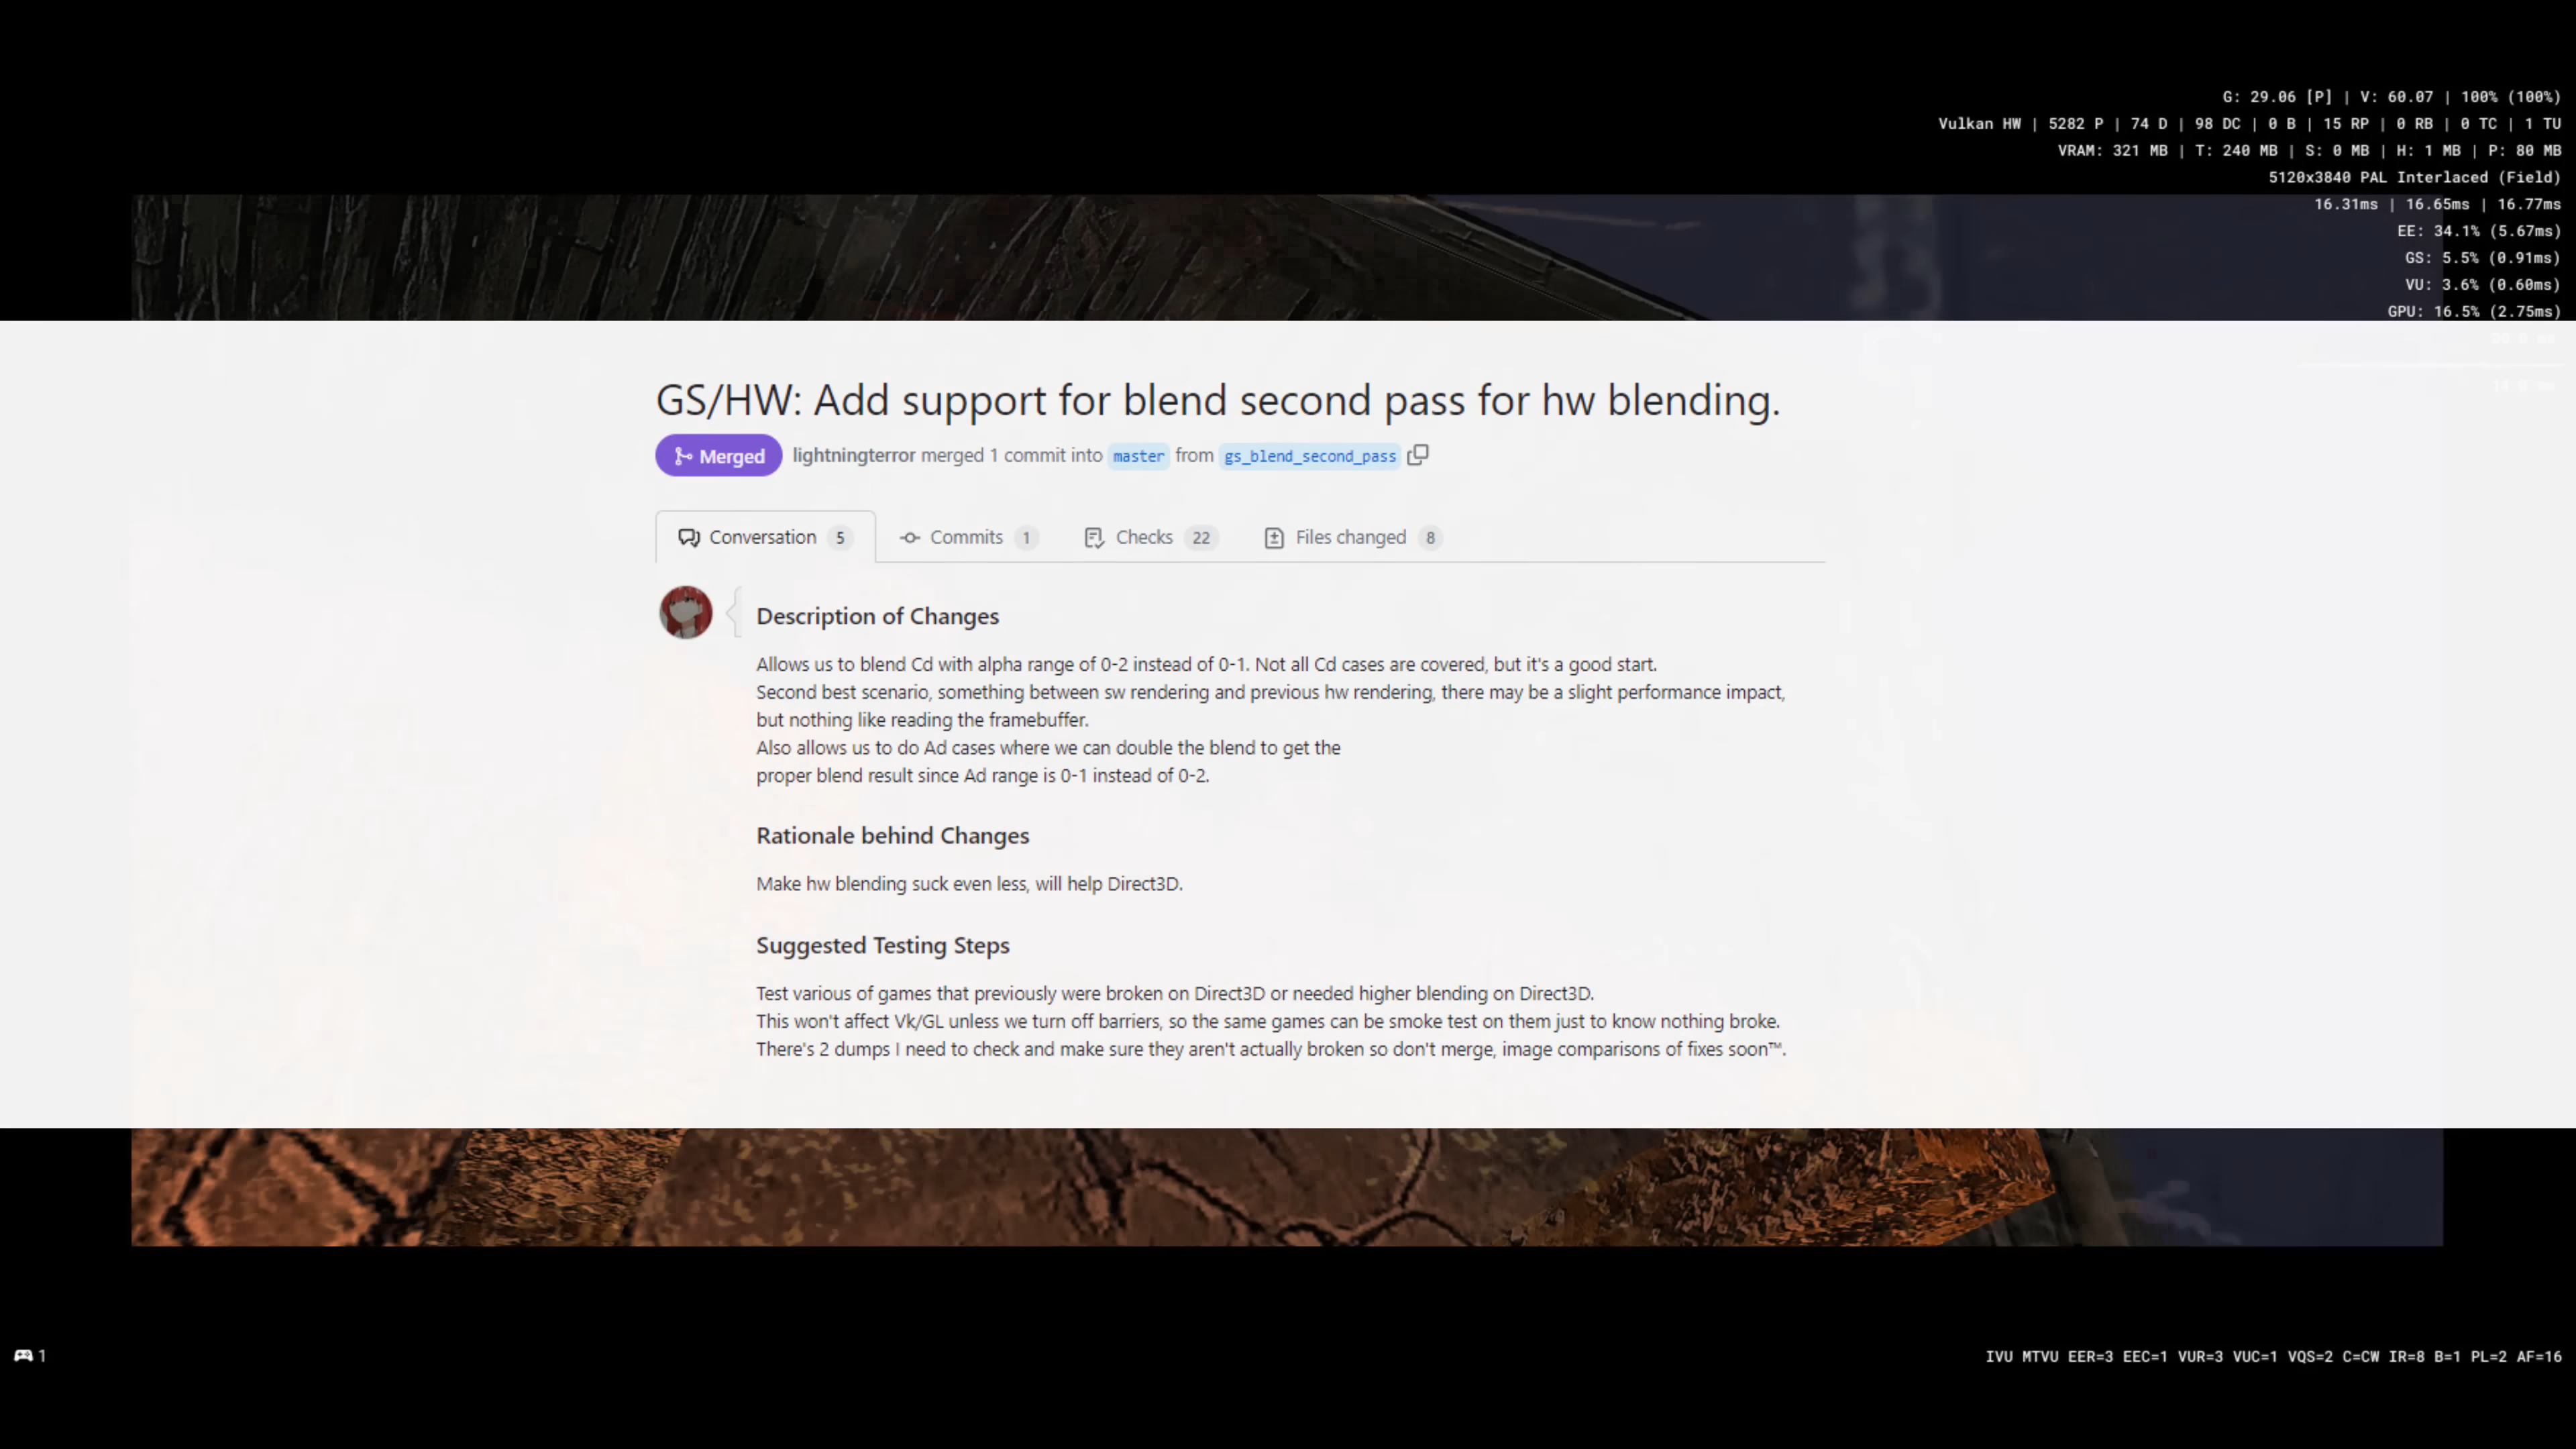 G: 29.06 [P] | V: 60.07 | 100% (100%)
Vulkan HW | 5282 P | 74 D | 98 DC | 0 B | 15 RP | 0 RB | 0 TC | 1 TU
VRAM: 321 MB | T: 240 MB | S: 0 MB | H: 1 MB | P: 80 MB
5120x3840 PAL Interlaced (Field)
16.31ms | 16.65ms | 16.77ms
EE: 34.1% (5.67ms)
GS: 5.5% (0.91ms)
VU: 3.6% (0.60ms)
GPU: 16.5% (2.75ms)
GS/HW: Add support for blend second pass for hw blending.
Merged lightningterror merged 1 commit into master from gs_blend_second_pass
Conversation 5 Commits 1 Checks 22 Files changed 8
Description of Changes
Allows us to blend Cd with alpha range of 0-2 instead of 0-1. Not all Cd cases are covered, but it's a good start.
Second best scenario, something between sw rendering and previous hw rendering, there may be a slight performance impact,
but nothing like reading the framebuffer.
Also allows us to do Ad cases where we can double the blend to get the
proper blend result since Ad range is 0-1 instead of 0-2.
Rationale behind Changes
Make hw blending suck even less, will help Direct3D.
Suggested Testing Steps
Test various of games that previously were broken on Direct3D or needed higher blending on Direct3D.
This won't affect Vk/GL unless we turn off barriers, so the same games can be smoke test on them just to know nothing broke.
There's 2 dumps I need to check and make sure they aren't actually broken so don't merge, image comparisons of fixes soon™.
1
IVU MTVU EER=3 EEC=1 VUR=3 VUC=1 VQS=2 C=CW IR=8 B=1 PL=2 AF=16